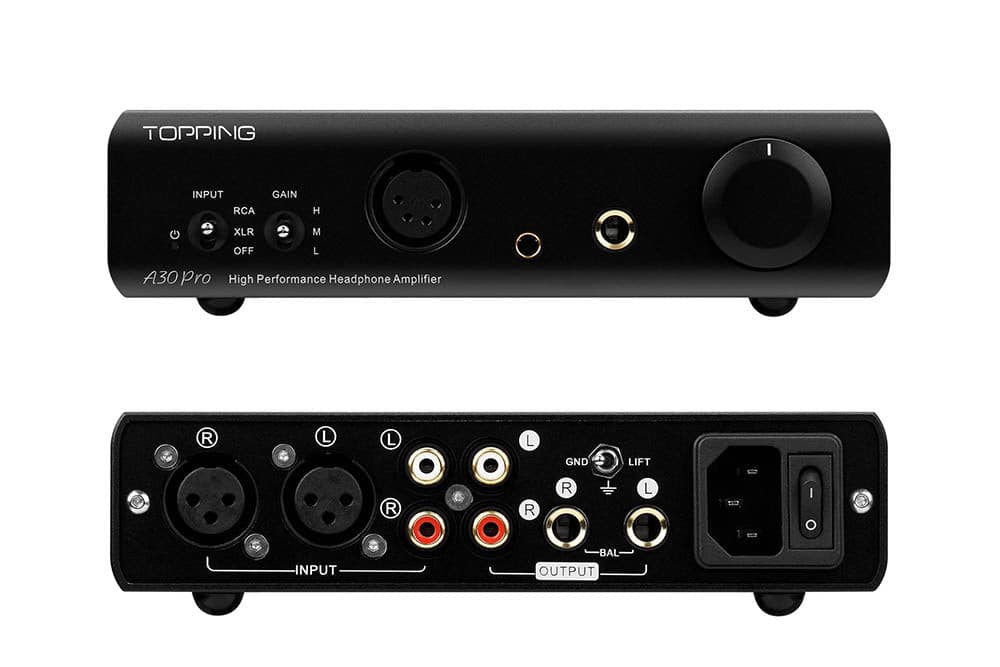 TOPPING
INPUT GAIN
RCA H
XLR M
OFF L
A30 Pro High Performance Headphone Amplifier
R L L L
GND LIFT
R L
R R
BAL
INPUT OUTPUT
I
O